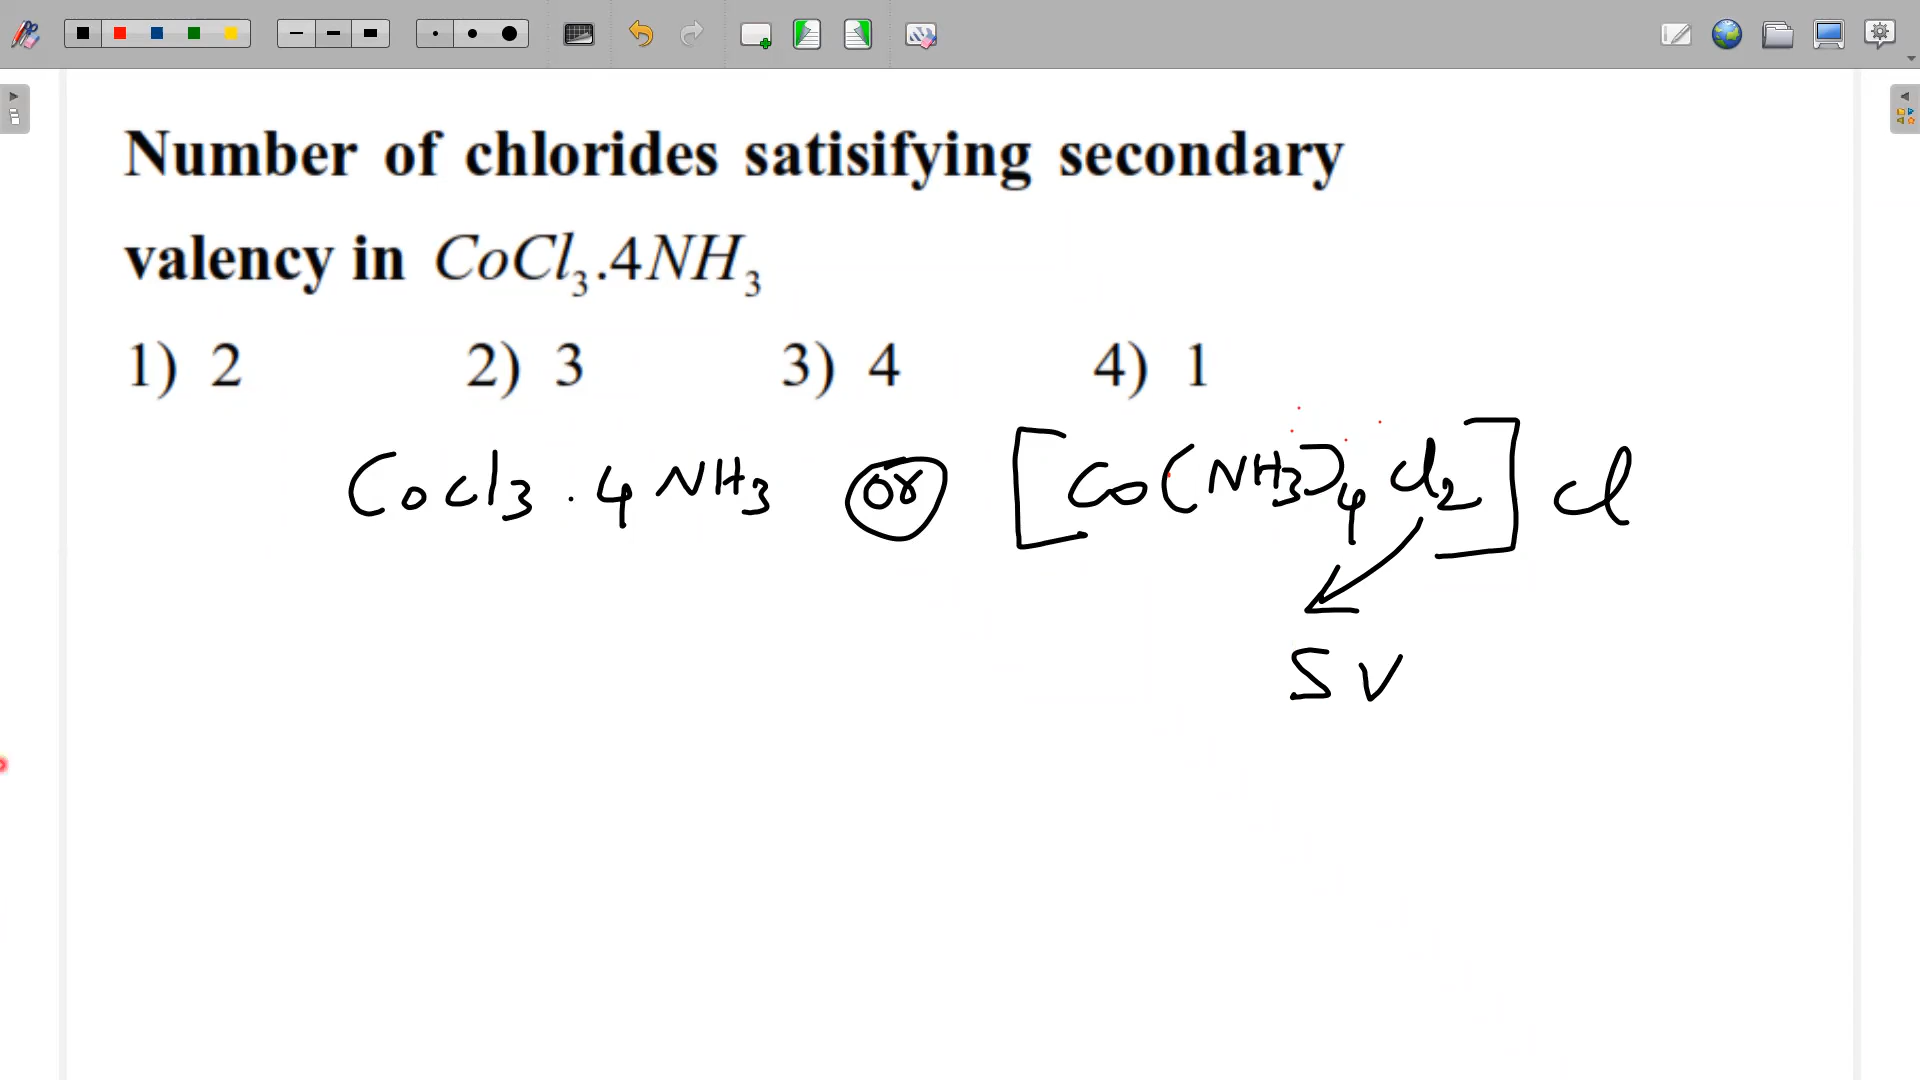 Number of chlorides satisifying secondary
valency in CoCl₃.4NH₃
1) 2 2) 3 3) 4 4) 1
CoCl3 . 4 NH3 or [Co(NH3)4 Cl2] Cl
SV